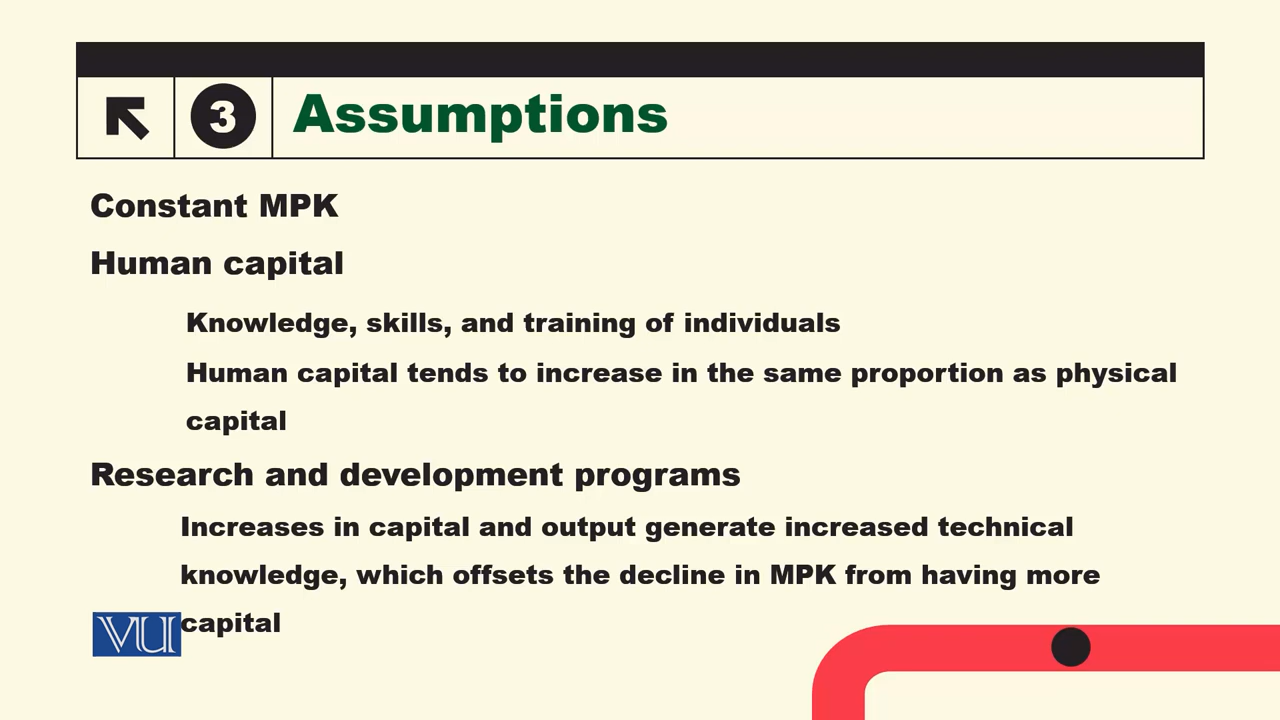 3 Assumptions
Constant MPK
Human capital
Knowledge, skills, and training of individuals
Human capital tends to increase in the same proportion as physical
capital
Research and development programs
Increases in capital and output generate increased technical
knowledge, which offsets the decline in MPK from having more
capital
VU